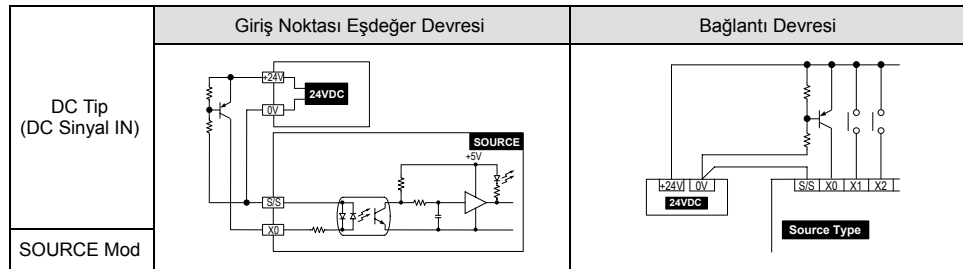 Giriş Noktası Eşdeğer Devresi
Bağlantı Devresi
DC Tip
(DC Sinyal IN)
SOURCE Mod
+24V
0V
24VDC
SOURCE
+5V
S/S
X0
+24V 0V
24VDC
S/S X0 X1 X2
Source Type